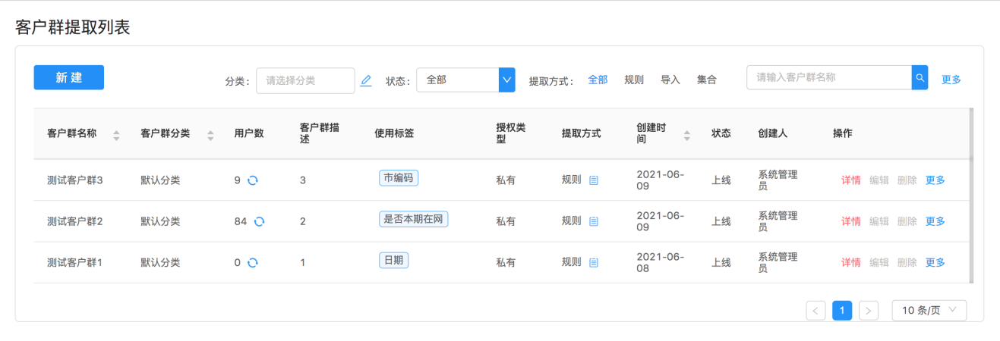 客户群提取列表
新 建 分类: 请选择分类 状态: 全部 提取方式: 全部 规则 导入 集合 请输入客户群名称 更多
客户群名称 客户群分类 用户数 客户群描述 使用标签 授权类型 提取方式 创建时间 状态 创建人 操作
测试客户群3 默认分类 9 3 市编码 私有 规则 2021-06-09 上线 系统管理员 详情 编辑 删除 更多
测试客户群2 默认分类 84 2 是否本期在网 私有 规则 2021-06-09 上线 系统管理员 详情 编辑 删除 更多
测试客户群1 默认分类 0 1 日期 私有 规则 2021-06-08 上线 系统管理员 详情 编辑 删除 更多
< 1 > 10 条/页